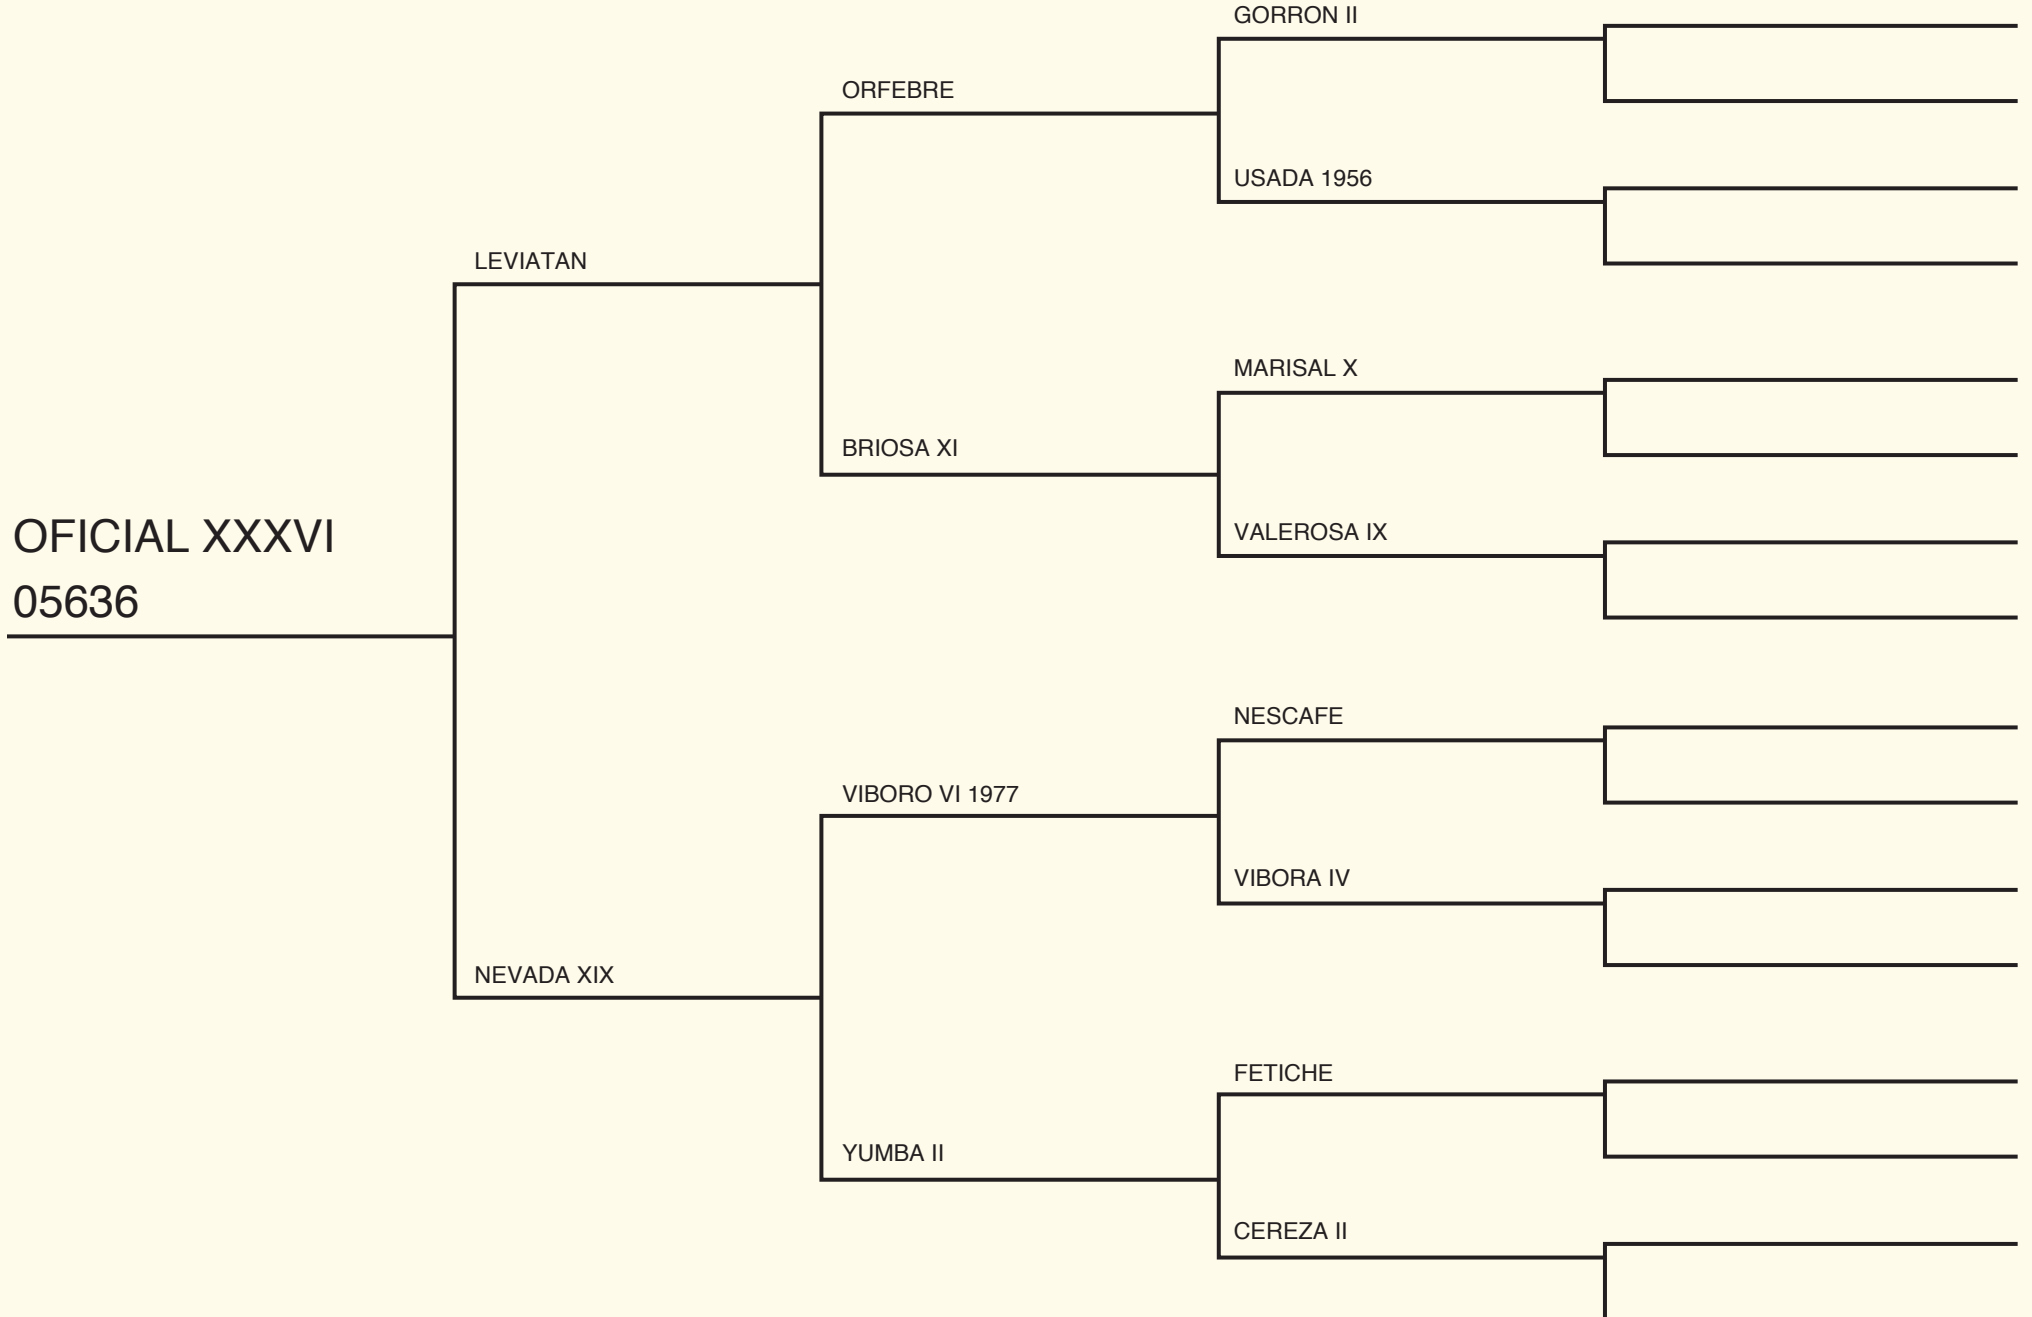 GORRON II
ORFEBRE
USADA 1956
LEVIATAN
MARISAL X
BRIOSA XI
VALEROSA IX
OFICIAL XXXVI
05636
NESCAFE
VIBORO VI 1977
VIBORA IV
NEVADA XIX
FETICHE
YUMBA II
CEREZA II